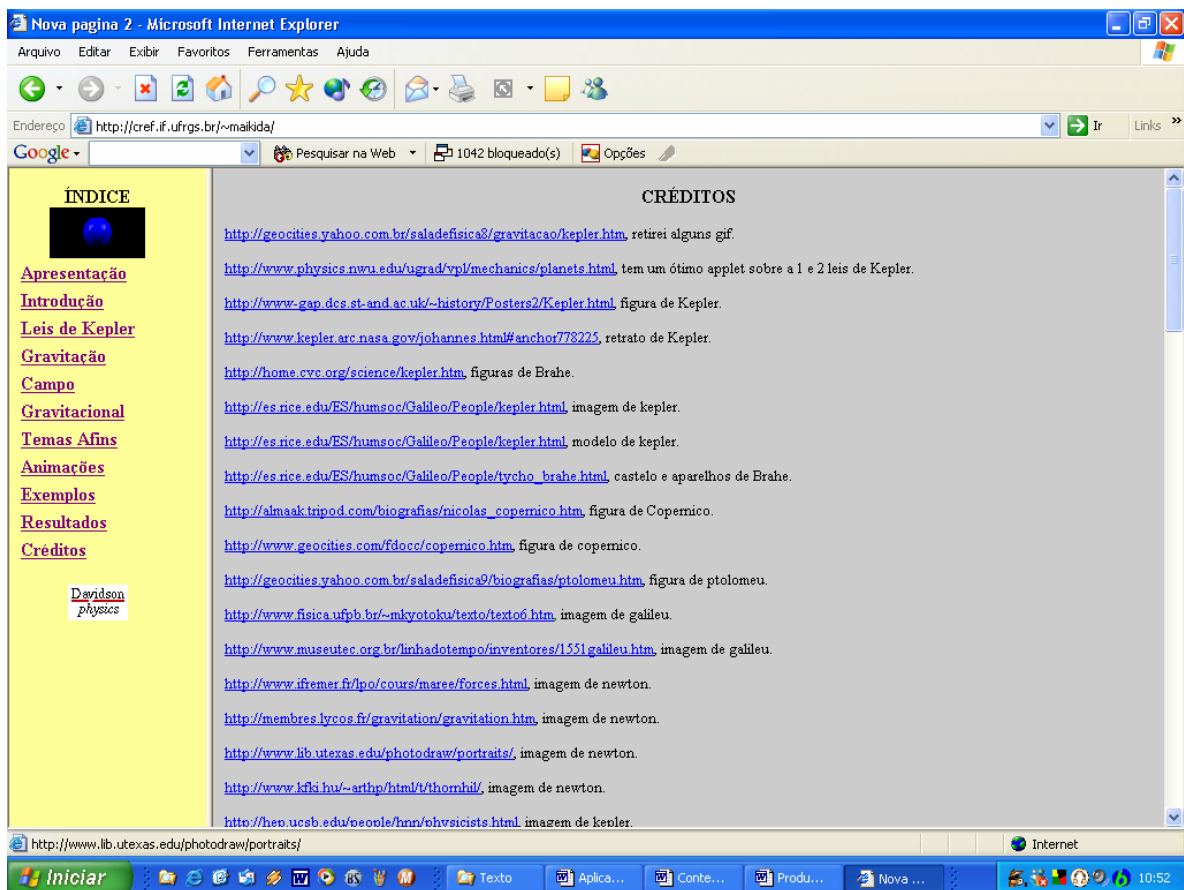 Nova pagina 2 - Microsoft Internet Explorer
Arquivo Editar Exibir Favoritos Ferramentas Ajuda
Endereço http://cref.if.ufrgs.br/~maikida/ Ir Links »
Google Pesquisar na Web 1042 bloqueado(s) Opções
ÍNDICE
Apresentação
Introdução
Leis de Kepler
Gravitação
Campo
Gravitacional
Temas Afins
Animações
Exemplos
Resultados
Créditos
Davidson
physics
CRÉDITOS
http://geocities.yahoo.com.br/saladefisica8/gravitacao/kepler.htm, retirei alguns gif.
http://www.physics.nwu.edu/ugrad/vpl/mechanics/planets.html, tem um ótimo applet sobre a 1 e 2 leis de Kepler.
http://www-gap.dcs.st-and.ac.uk/~history/Posters2/Kepler.html, figura de Kepler.
http://www.kepler.arc.nasa.gov/johannes.html#anchor778225, retrato de Kepler.
http://home.cvc.org/science/kepler.htm, figuras de Brahe.
http://es.rice.edu/ES/humsoc/Galileo/People/kepler.html, imagem de kepler.
http://es.rice.edu/ES/humsoc/Galileo/People/kepler.html, modelo de kepler.
http://es.rice.edu/ES/humsoc/Galileo/People/tycho_brahe.html, castelo e aparelhos de Brahe.
http://almaak.tripod.com/biografias/nicolas_copernico.htm, figura de Copernico.
http://www.geocities.com/fdocc/copernico.htm, figura de copernico.
http://geocities.yahoo.com.br/saladefisica9/biografias/ptolomeu.htm, figura de ptolomeu.
http://www.fisica.ufpb.br/~mkyotoku/texto/texto6.htm, imagem de galileu.
http://www.museutec.org.br/linhadotempo/inventores/1551galileu.htm, imagem de galileu.
http://www.ifremer.fr/lpo/cours/maree/forces.html, imagem de newton.
http://membres.lycos.fr/gravitation/gravitation.htm, imagem de newton.
http://www.lib.utexas.edu/photodraw/portraits/, imagem de newton.
http://www.kfki.hu/~arthp/html/t/thornhil/, imagem de newton.
http://hep.ucsb.edu/people/hnn/physicists.html, imagem de kepler.
http://www.lib.utexas.edu/photodraw/portraits/ Internet
Iniciar Texto Aplica... Conte... Produ... Nova ... 10:52